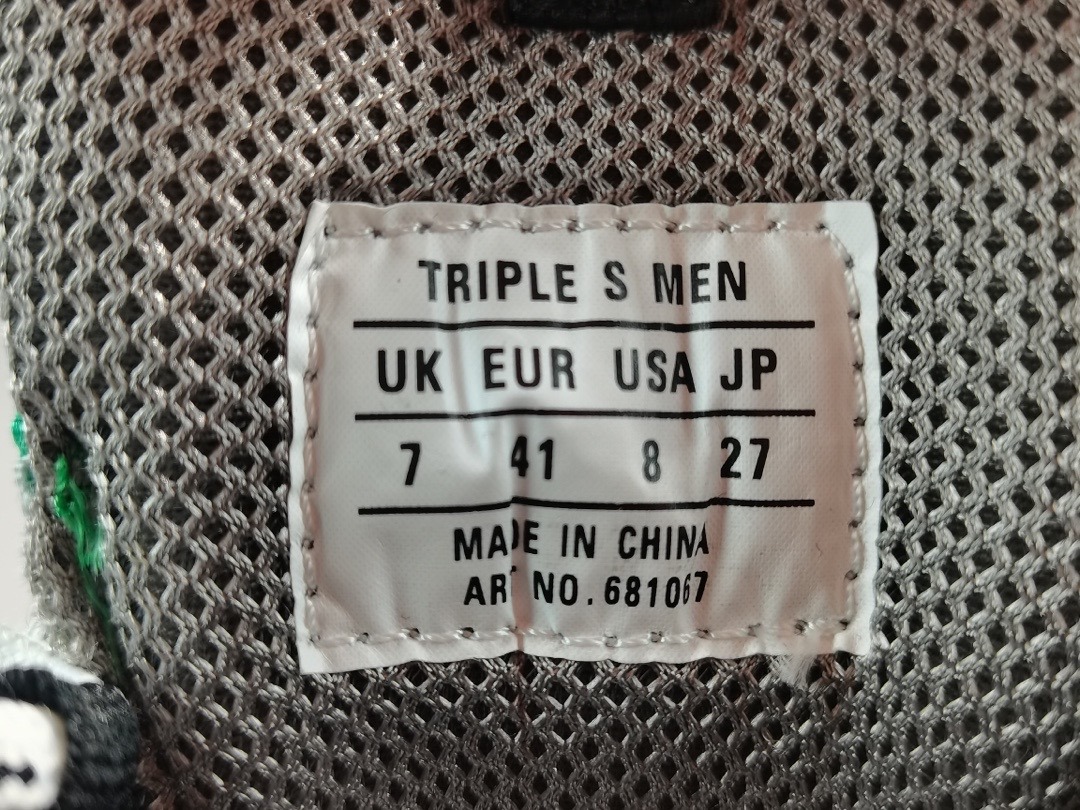 TRIPLE S MEN
UK EUR USA JP
7 41 8 27
MADE IN CHINA
ART NO. 681067